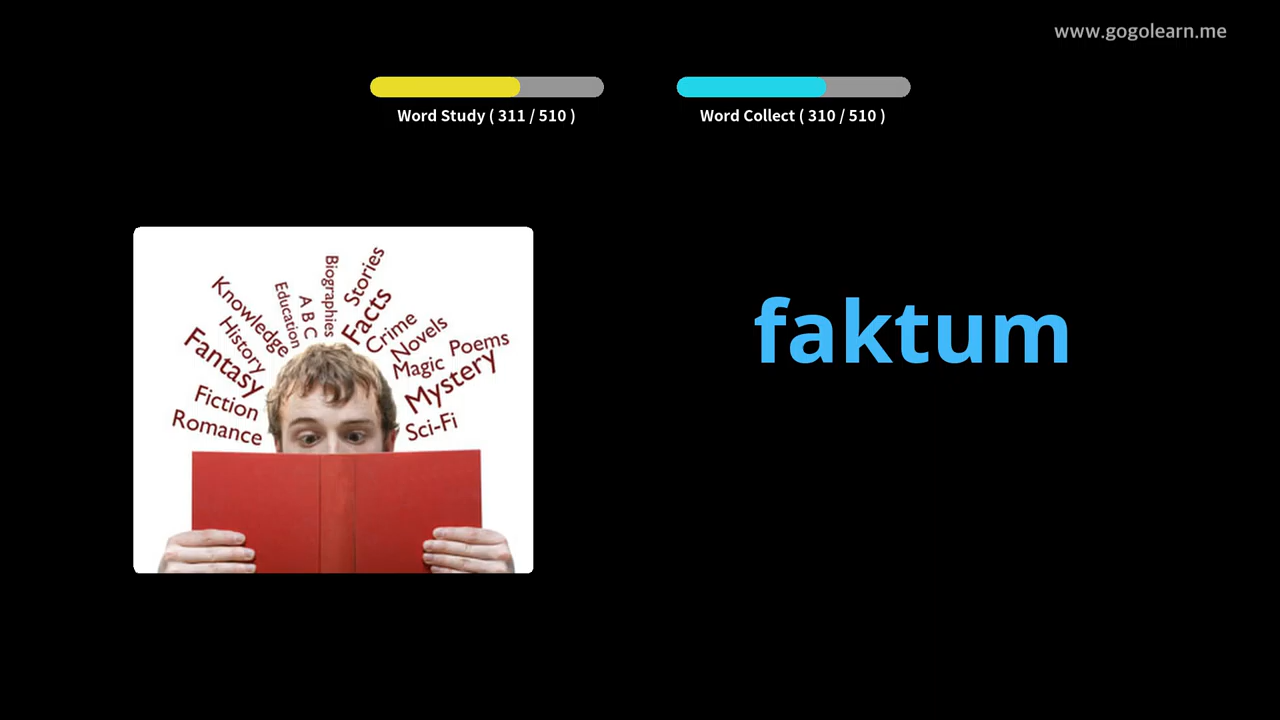 www.gogolearn.me
Word Study ( 311 / 510 )
Word Collect ( 310 / 510 )
faktum
Romance
Fiction
Fantasy
History
Knowledge
Education
A B C
Biographies
Stories
Facts
Crime
Novels
Magic
Poems
Mystery
Sci-Fi